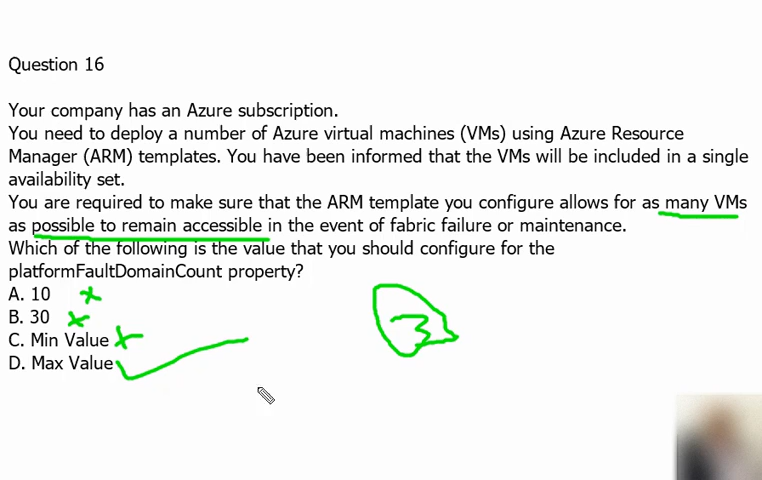 Question 16
Your company has an Azure subscription.
You need to deploy a number of Azure virtual machines (VMs) using Azure Resource
Manager (ARM) templates. You have been informed that the VMs will be included in a single
availability set.
You are required to make sure that the ARM template you configure allows for as many VMs
as possible to remain accessible in the event of fabric failure or maintenance.
Which of the following is the value that you should configure for the
platformFaultDomainCount property?
A. 10
B. 30
C. Min Value
D. Max Value
3